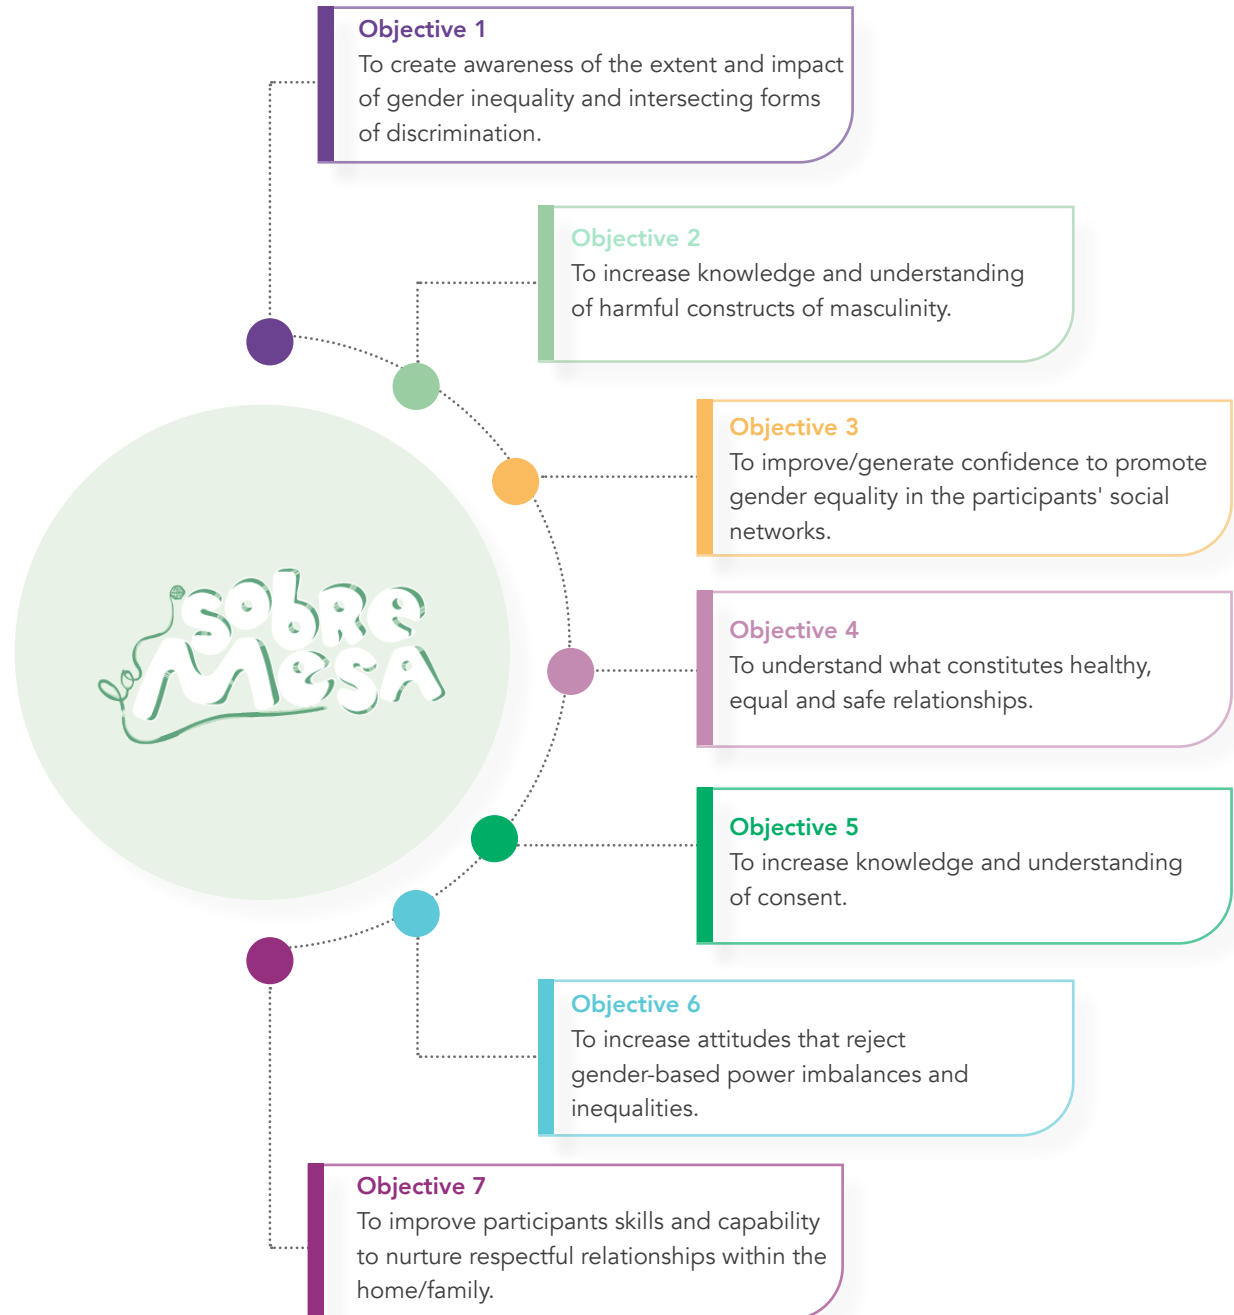 Objective 1
To create awareness of the extent and impact
of gender inequality and intersecting forms
of discrimination.
Objective 2
To increase knowledge and understanding
of harmful constructs of masculinity.
Objective 3
To improve/generate confidence to promote
gender equality in the participants' social
networks.
SOBRE
MESA
Objective 4
To understand what constitutes healthy,
equal and safe relationships.
Objective 5
To increase knowledge and understanding
of consent.
Objective 6
To increase attitudes that reject
gender-based power imbalances and
inequalities.
Objective 7
To improve participants skills and capability
to nurture respectful relationships within the
home/family.